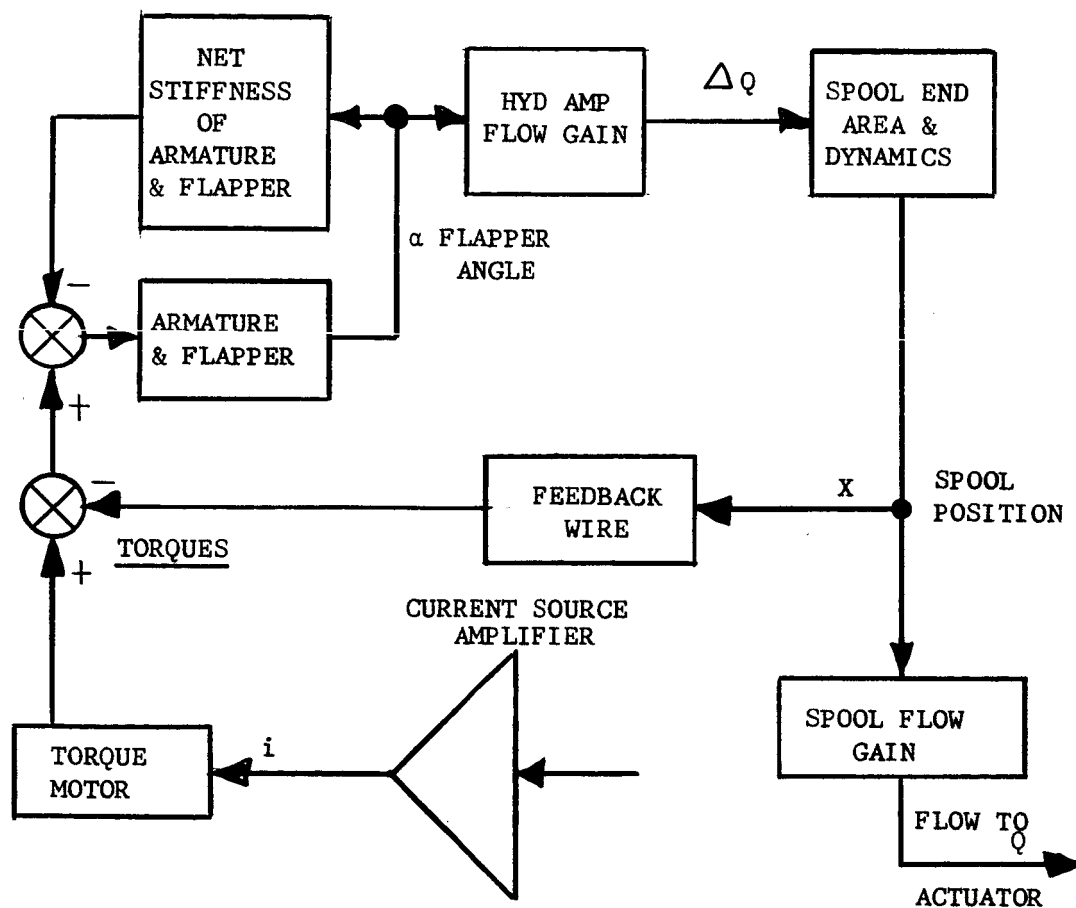 NET
STIFFNESS
OF
ARMATURE
& FLAPPER
HYD AMP
FLOW GAIN
ΔQ
SPOOL END
AREA &
DYNAMICS
α FLAPPER
ANGLE
−
ARMATURE
& FLAPPER
+
−
TORQUES
+
FEEDBACK
WIRE
X
SPOOL
POSITION
CURRENT SOURCE
AMPLIFIER
TORQUE
MOTOR
i
SPOOL FLOW
GAIN
FLOW TO
Q
ACTUATOR